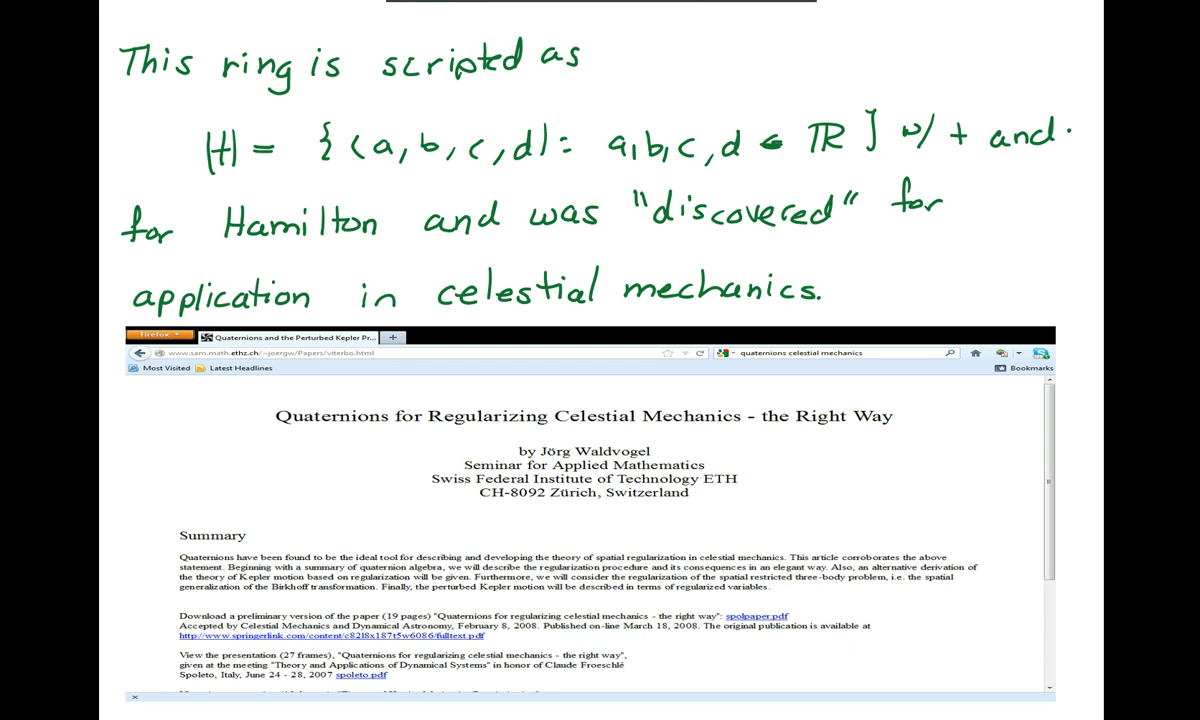 This ring is scripted as
ℍ = {(a,b,c,d): a,b,c,d ∈ ℝ} w/ + and ·
for Hamilton and was "discovered" for
application in celestial mechanics.
Firefox
Quaternions and the Perturbed Kepler Pr...
www.sam.math.ethz.ch/~joergw/Papers/viterbo.html
quaternions celestial mechanics
Most Visited Latest Headlines Bookmarks
Quaternions for Regularizing Celestial Mechanics - the Right Way
by Jörg Waldvogel
Seminar for Applied Mathematics
Swiss Federal Institute of Technology ETH
CH-8092 Zürich, Switzerland
Summary
Quaternions have been found to be the ideal tool for describing and developing the theory of spatial regularization in celestial mechanics. This article corroborates the above
statement. Beginning with a summary of quaternion algebra, we will describe the regularization procedure and its consequences in an elegant way. Also, an alternative derivation of
the theory of Kepler motion based on regularization will be given. Furthermore, we will consider the regularization of the spatial restricted three-body problem, i.e. the spatial
generalization of the Birkhoff transformation. Finally, the perturbed Kepler motion will be described in terms of regularized variables.
Download a preliminary version of the paper (19 pages) "Quaternions for regularizing celestial mechanics - the right way": spolpaper.pdf
Accepted by Celestial Mechanics and Dynamical Astronomy, February 8, 2008. Published on-line March 18, 2008. The original publication is available at
http://www.springerlink.com/content/c82l8x187t5w6086/fulltext.pdf
View the presentation (27 frames), "Quaternions for regularizing celestial mechanics - the right way",
given at the meeting "Theory and Applications of Dynamical Systems" in honor of Claude Froeschlé
Spoleto, Italy, June 24 - 28, 2007 spoleto.pdf